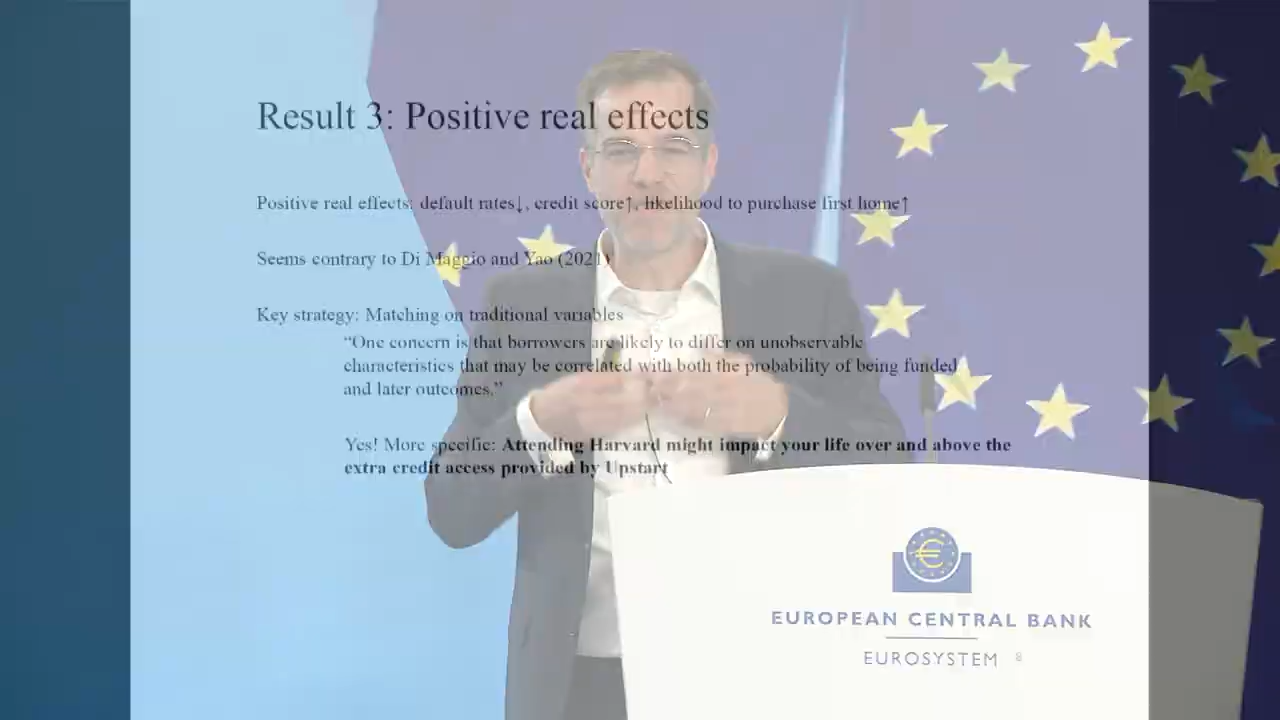 Result 3: Positive real effects
Positive real effects: default rates↓, credit score↑, likelihood to purchase first home↑
Seems contrary to Di Maggio and Yao (2021)
Key strategy: Matching on traditional variables
“One concern is that borrowers are likely to differ on unobservable
characteristics that may be correlated with both the probability of being funded
and later outcomes.”
Yes! More specific: Attending Harvard might impact your life over and above the
extra credit access provided by Upstart
€
EUROPEAN CENTRAL BANK
EUROSYSTEM
8